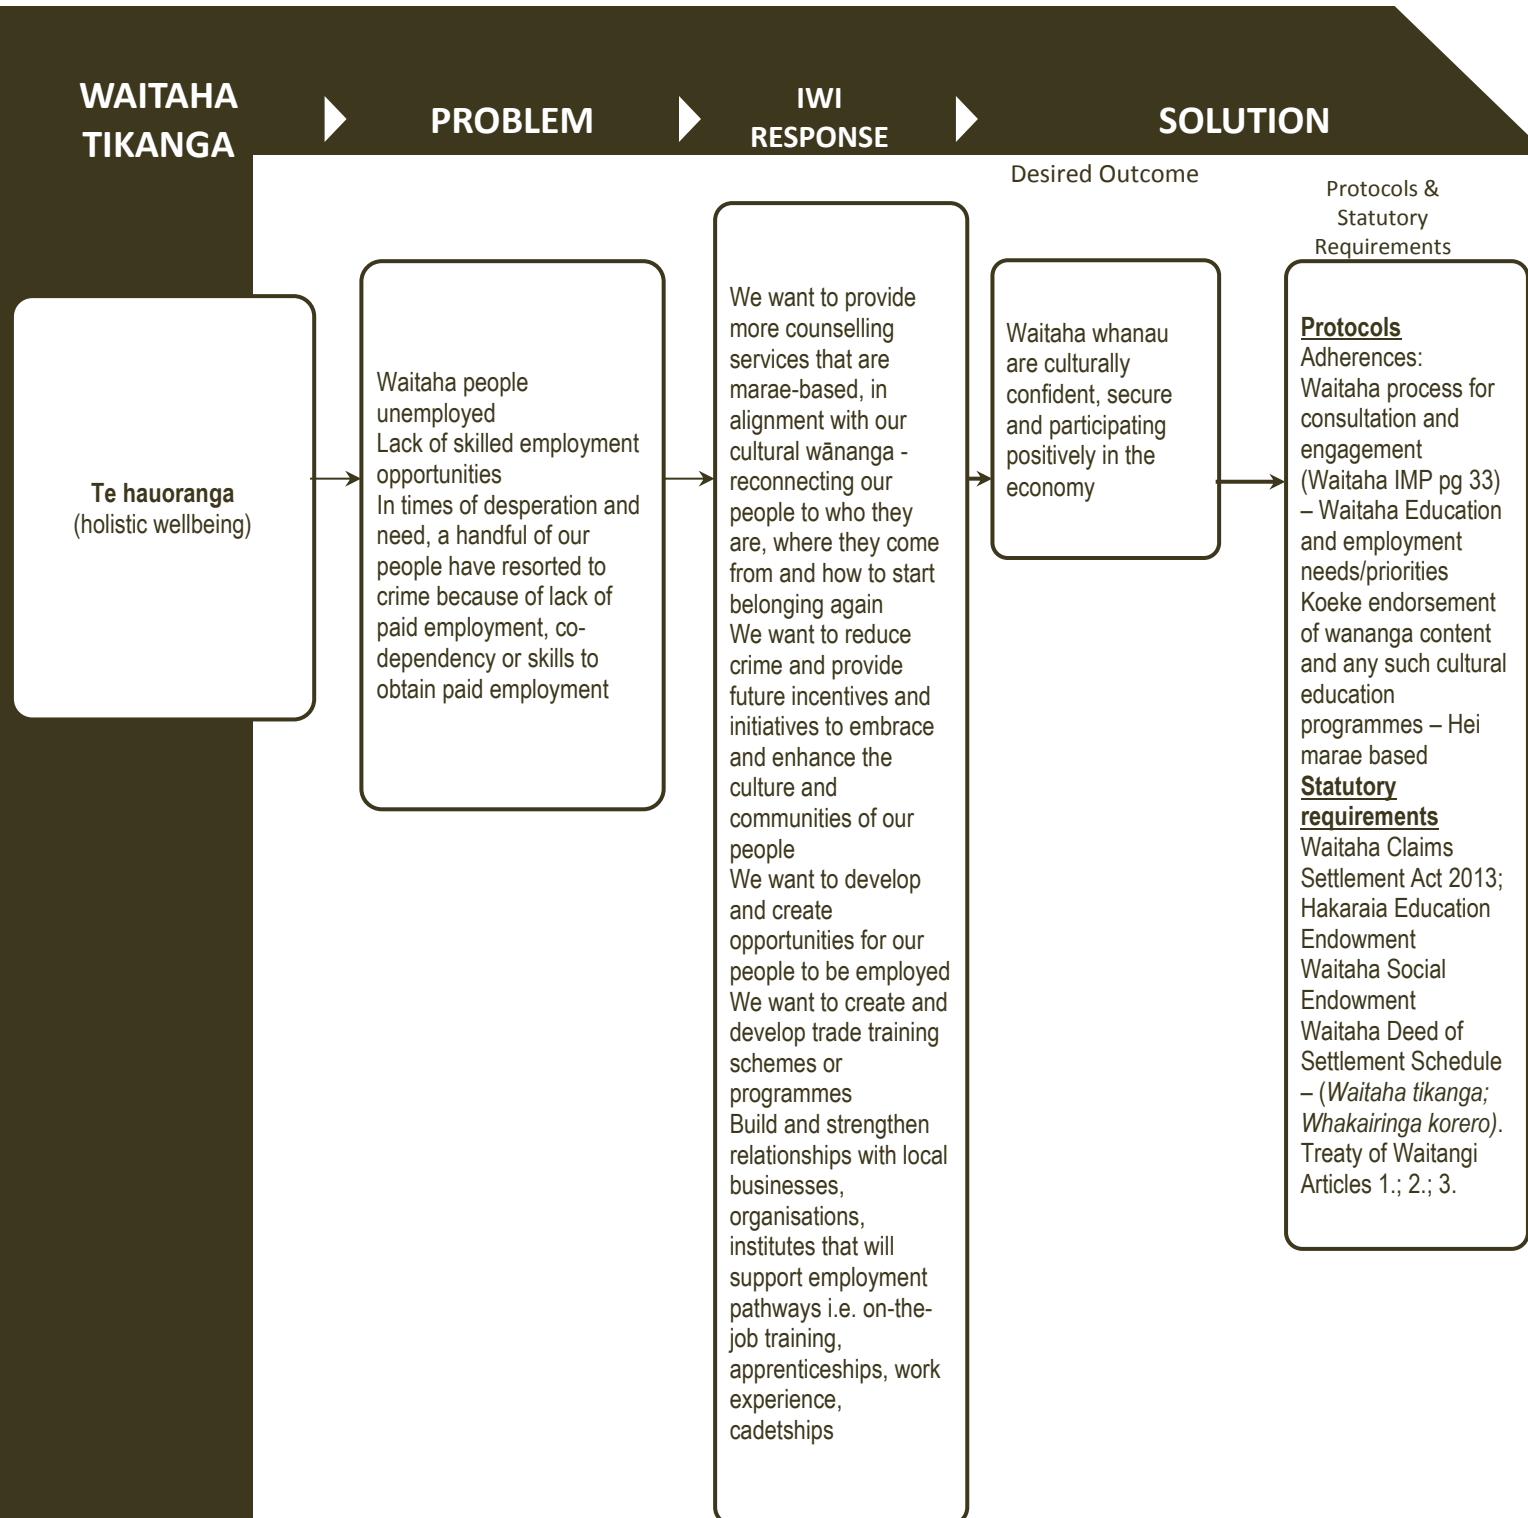 WAITAHA
TIKANGA
PROBLEM
IWI
RESPONSE
SOLUTION
Desired Outcome
Protocols &
Statutory
Requirements
Te hauoranga
(holistic wellbeing)
Waitaha people
unemployed
Lack of skilled employment
opportunities
In times of desperation and
need, a handful of our
people have resorted to
crime because of lack of
paid employment, co-
dependency or skills to
obtain paid employment
We want to provide
more counselling
services that are
marae-based, in
alignment with our
cultural wānanga -
reconnecting our
people to who they
are, where they come
from and how to start
belonging again
We want to reduce
crime and provide
future incentives and
initiatives to embrace
and enhance the
culture and
communities of our
people
We want to develop
and create
opportunities for our
people to be employed
We want to create and
develop trade training
schemes or
programmes
Build and strengthen
relationships with local
businesses,
organisations,
institutes that will
support employment
pathways i.e. on-the-
job training,
apprenticeships, work
experience,
cadetships
Waitaha whanau
are culturally
confident, secure
and participating
positively in the
economy
Protocols
Adherences:
Waitaha process for
consultation and
engagement
(Waitaha IMP pg 33)
– Waitaha Education
and employment
needs/priorities
Koeke endorsement
of wananga content
and any such cultural
education
programmes – Hei
marae based
Statutory
requirements
Waitaha Claims
Settlement Act 2013;
Hakaraia Education
Endowment
Waitaha Social
Endowment
Waitaha Deed of
Settlement Schedule
– (Waitaha tikanga;
Whakairinga korero).
Treaty of Waitangi
Articles 1.; 2.; 3.